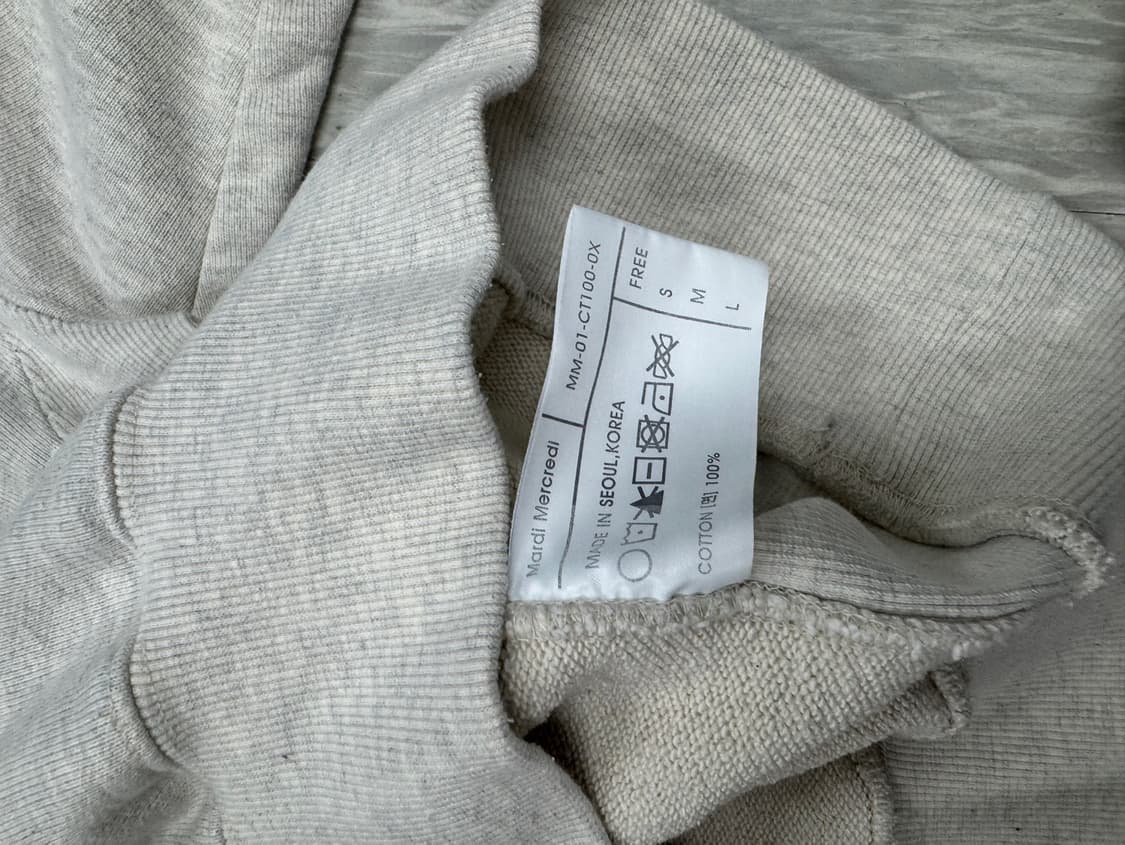 Mardi Mercredi
MM-01-CT100-0X
MADE IN SEOUL,KOREA
FREE
S
M
L
COTTON [면] 100%